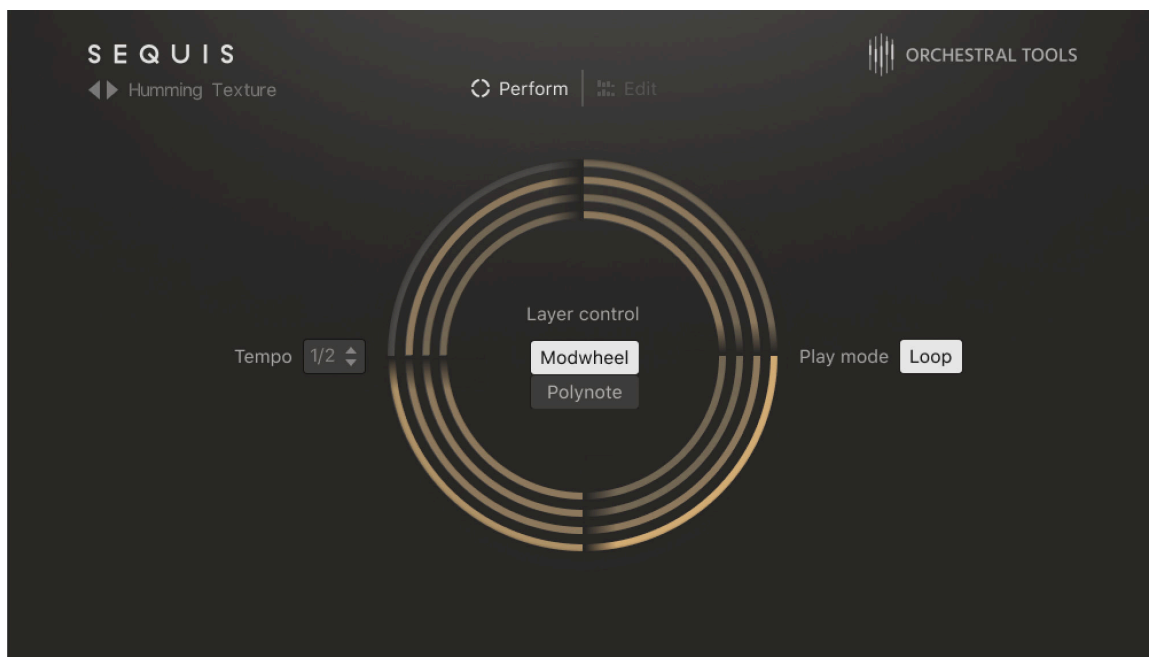 SEQUIS
ORCHESTRAL TOOLS
Humming Texture
Perform
Edit
Layer control
Tempo 1/2
Modwheel
Play mode Loop
Polynote